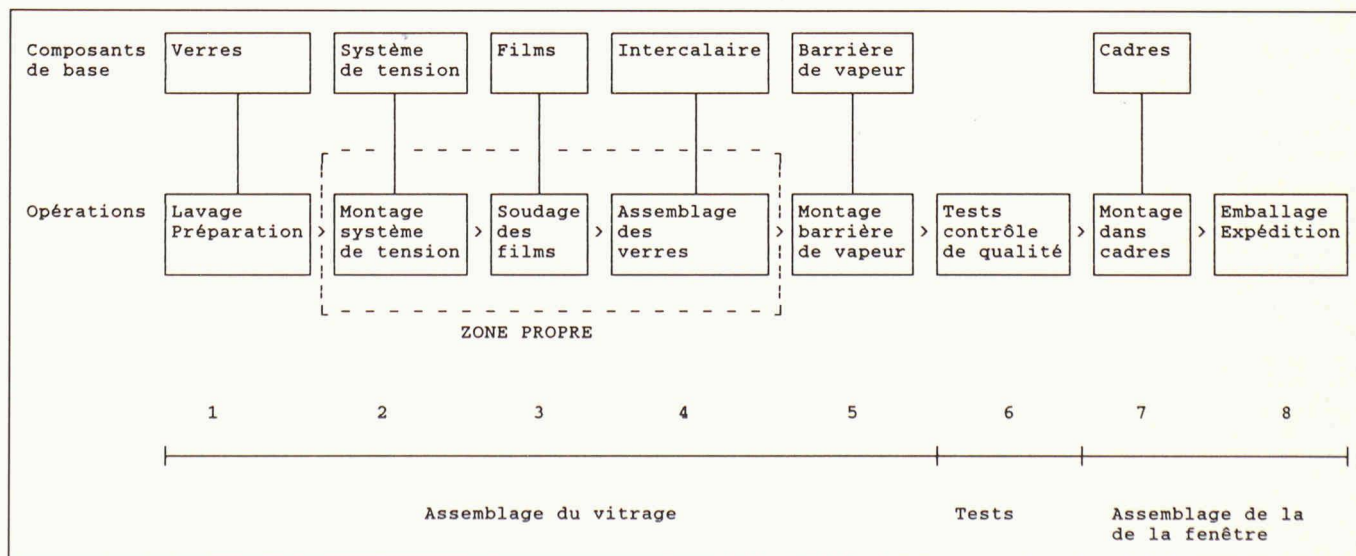 Composants
de base
Verres
Système
de tension
Films
Intercalaire
Barrière
de vapeur
Cadres
Opérations
Lavage
Préparation
>
Montage
système
de tension
>
Soudage
des
films
>
Assemblage
des
verres
>
Montage
barrière
de vapeur
>
Tests
contrôle
de qualité
>
Montage
dans
cadres
>
Emballage
Expédition
ZONE PROPRE
1 2 3 4 5 6 7 8
Assemblage du vitrage
Tests
Assemblage de la
de la fenêtre